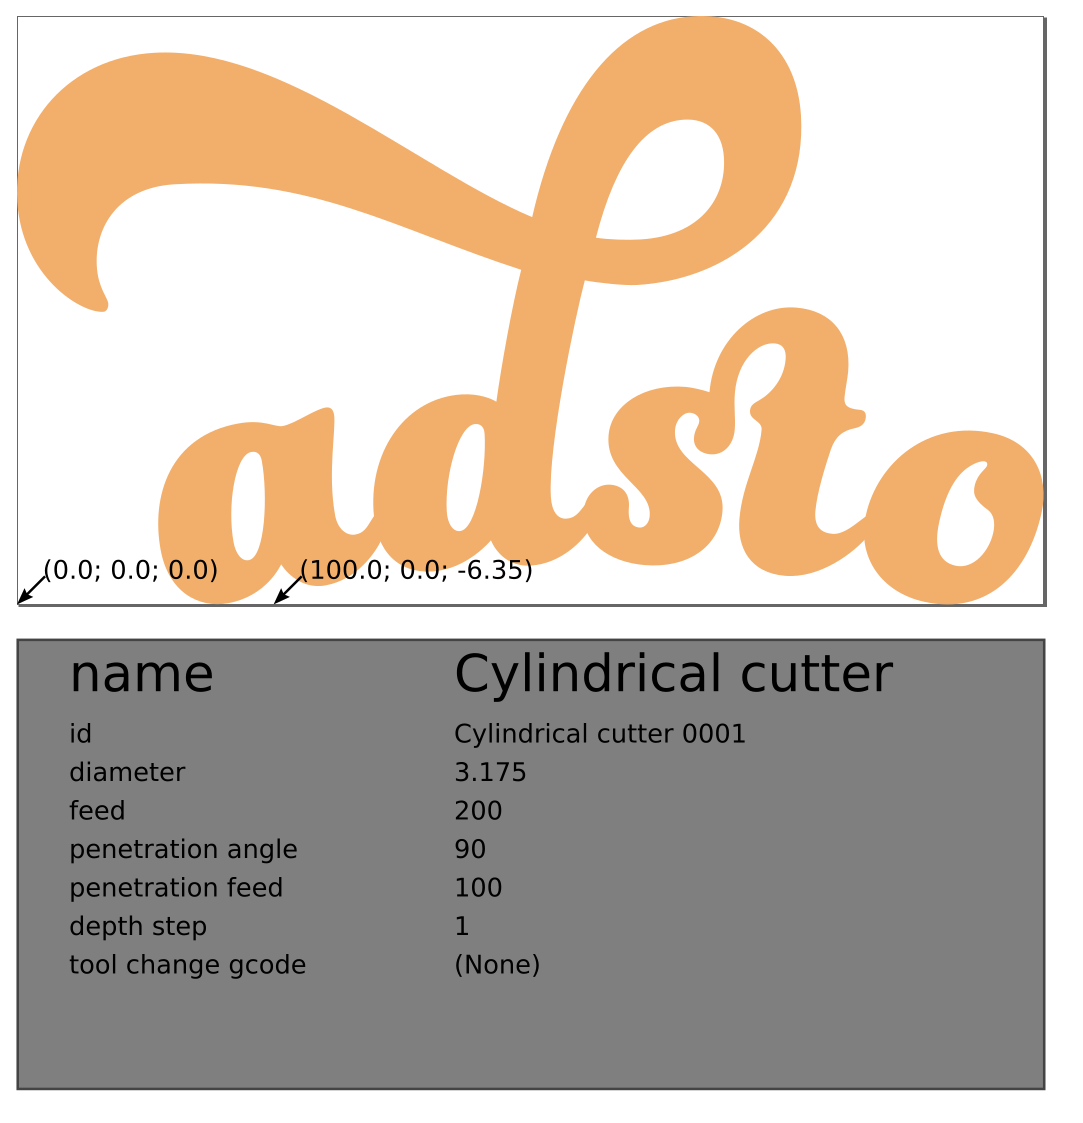 adsto
(0.0; 0.0; 0.0) (100.0; 0.0; -6.35)
name Cylindrical cutter
id Cylindrical cutter 0001
diameter 3.175
feed 200
penetration angle 90
penetration feed 100
depth step 1
tool change gcode (None)